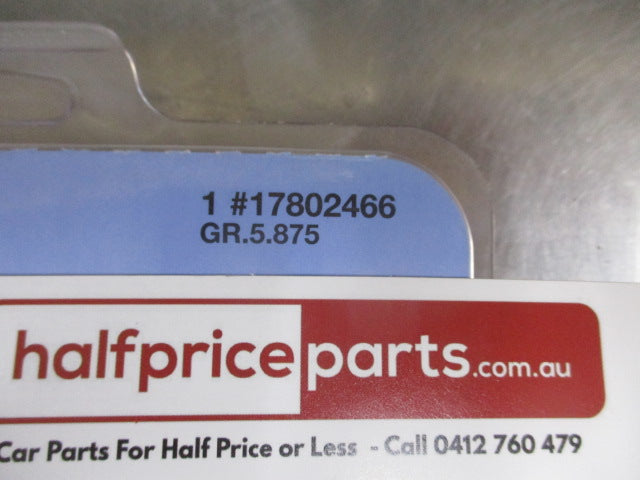 1 #17802466
GR.5.875
halfpriceparts.com.au
Car Parts For Half Price or Less - Call 0412 760 479